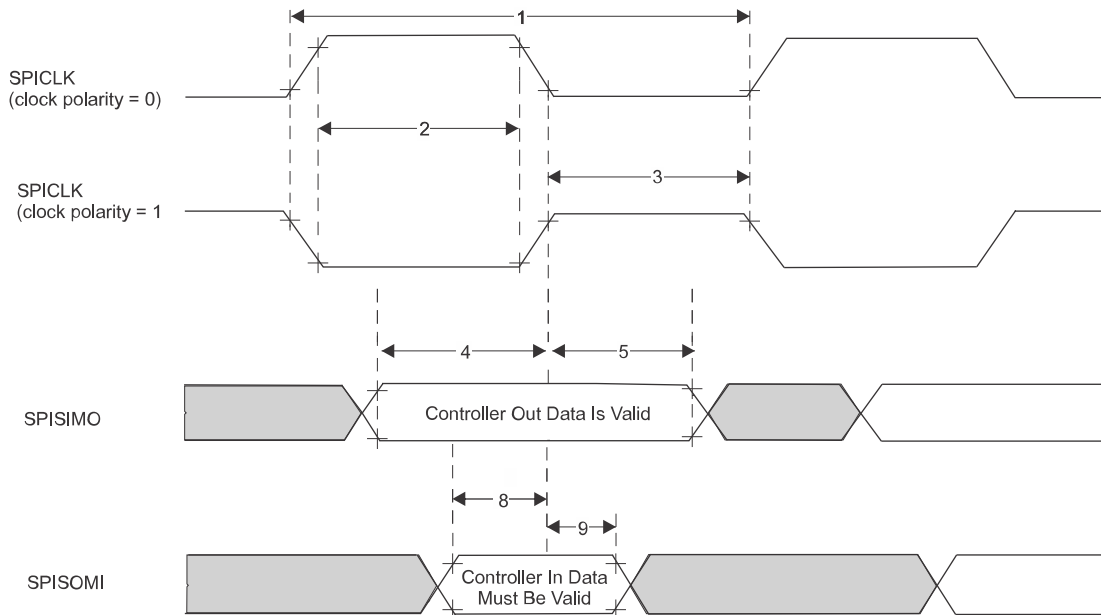 1
SPICLK
(clock polarity = 0)
2
3
SPICLK
(clock polarity = 1
4
5
SPISIMO
Controller Out Data Is Valid
8
9
SPISOMI
Controller In Data
Must Be Valid